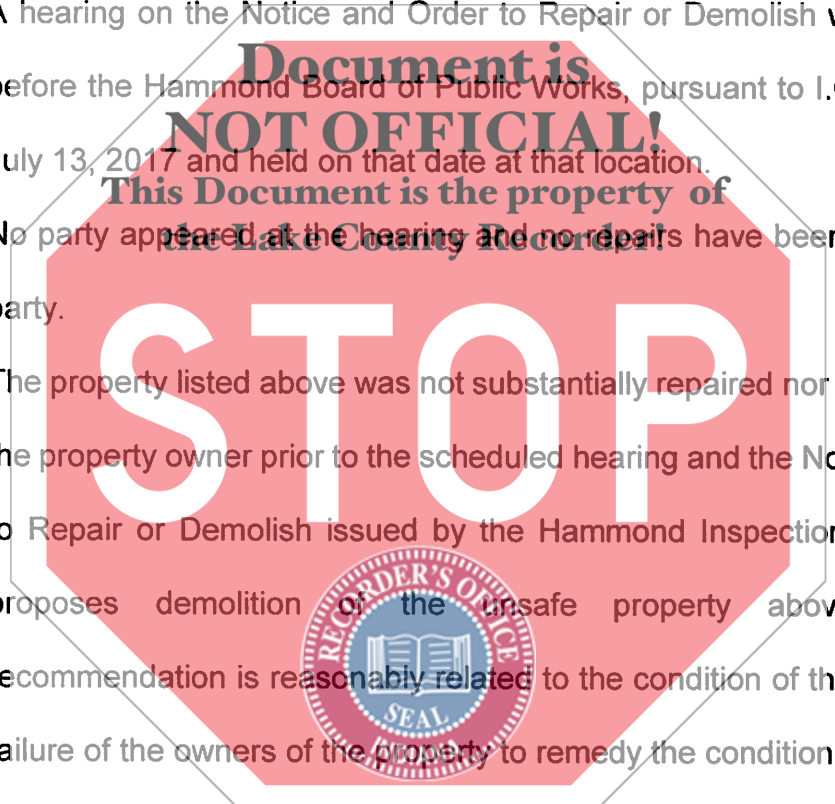 A hearing on the Notice and Order to Repair or Demolish
Document is
before the Hammond Board of Public Works, pursuant to I.
NOT OFFICIAL!
uly 13, 2017 and held on that date at that location.
This Document is the property of
No party appeared at the hearing and no repairs have been
the Lake County Recorder!
party.
STOP
The property listed above was not substantially repaired nor
he property owner prior to the scheduled hearing and the No
o Repair or Demolish issued by the Hammond Inspection
proposes demolition of the unsafe property abov
RECORDER'S OFFICE
ecommendation is reasonably related to the condition of th
SEAL
ailure of the owners of the property to remedy the condition